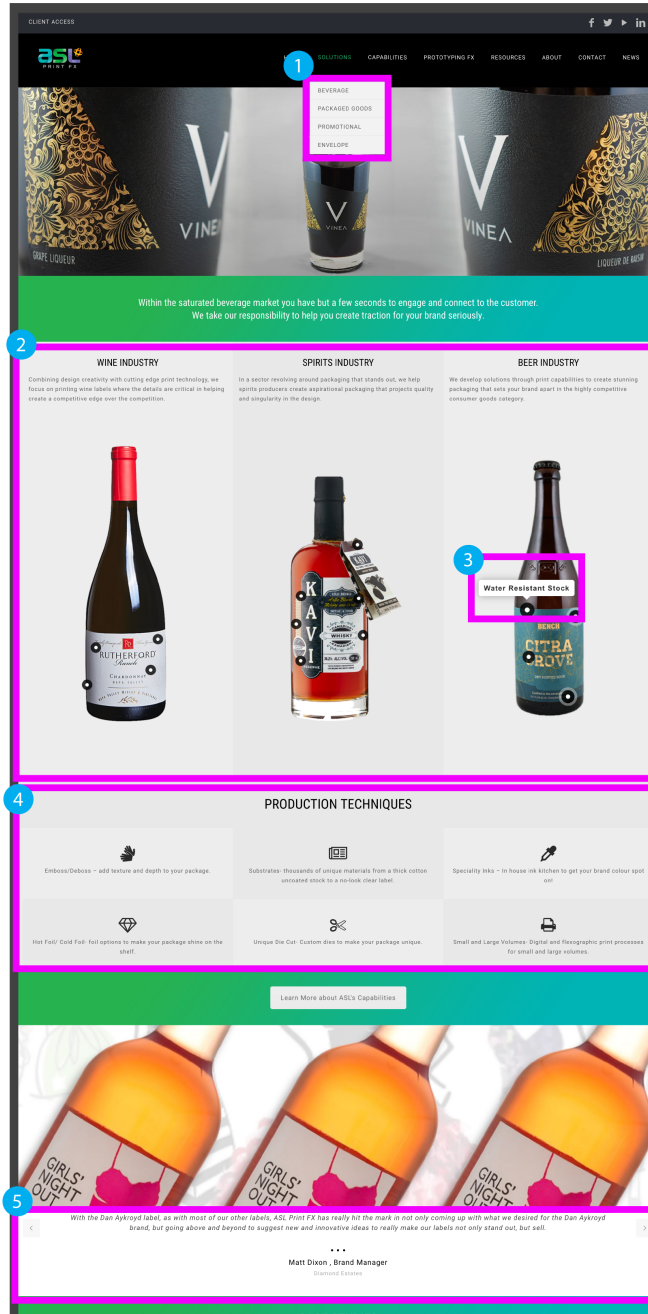 CLIENT ACCESS
asl
PRINT FX
1
SOLUTIONS
CAPABILITIES
PROTOTYPING FX
RESOURCES
ABOUT
CONTACT
NEWS
BEVERAGE
PACKAGED GOODS
PROMOTIONAL
ENVELOPE
VINEA
GRAPE LIQUEUR
V
VINEA
V
VINEA
LIQUEUR DE RAISIN
Within the saturated beverage market you have but a few seconds to engage and connect to the customer.
We take our responsibility to help you create traction for your brand seriously.
2
WINE INDUSTRY
Combining design creativity with cutting edge print technology, we
focus on printing wine labels where the details are critical in helping
create a competitive edge over the competition.
SPIRITS INDUSTRY
In a sector revolving around packaging that stands out, we help
spirits producers create aspirational packaging that projects quality
and singularity in the design.
BEER INDUSTRY
We develop solutions through print capabilities to create stunning
packaging that sets your brand apart in the highly competitive
consumer goods category.
RUTHERFORD
Ranch
CHARDONNAY
NAPA VALLEY
KAVI
RESERVE
WHISKY
3
Water Resistant Stock
BENCH
CITRA
GROVE
4
PRODUCTION TECHNIQUES
Emboss/Deboss – add texture and depth to your package.
Substrates- thousands of unique materials from a thick cotton
uncoated stock to a no-look clear label.
Speciality Inks – In house ink kitchen to get your brand colour spot
on!
Hot Foil/ Cold Foil- foil options to make your package shine on the
shelf.
Unique Die Cut- Custom dies to make your package unique.
Small and Large Volumes- Digital and flexographic print processes
for small and large volumes.
Learn More about ASL's Capabilities
GIRLS'
NIGHT
OUT
GIRLS'
NIGHT
OUT
GIRLS'
NIGHT
OUT
5
With the Dan Aykroyd label, as with most of our other labels, ASL Print FX has really hit the mark in not only coming up with what we desired for the Dan Aykroyd
brand, but going above and beyond to suggest new and innovative ideas to really make our labels not only stand out, but sell.
Matt Dixon , Brand Manager
Diamond Estates